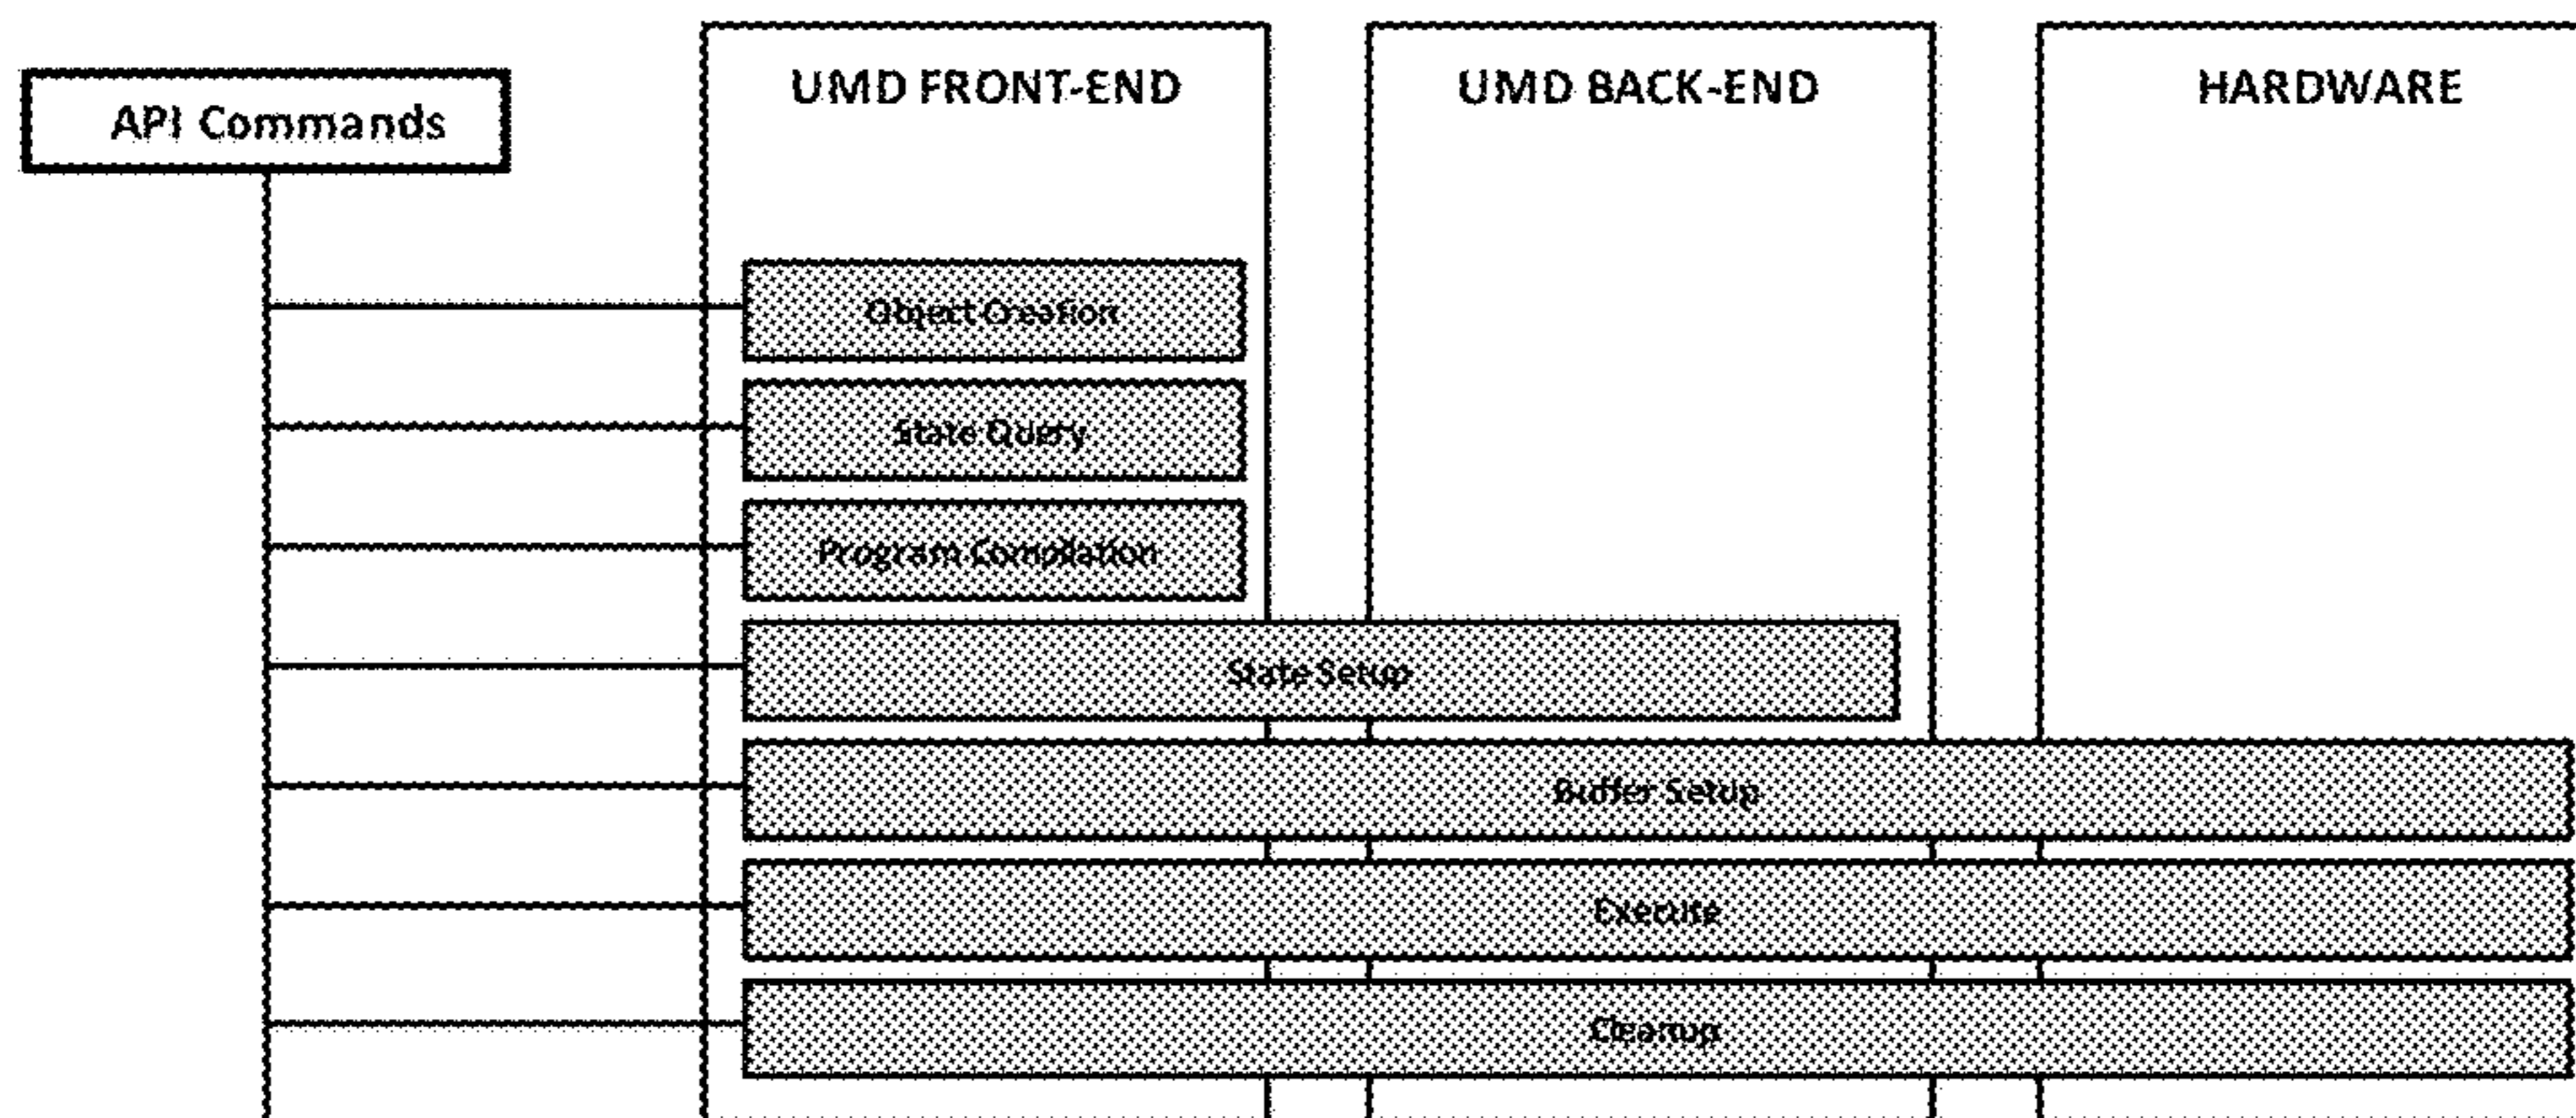 UMD FRONT-END
UMD BACK-END
HARDWARE
API Commands
Object Creation
State Query
Program Compilation
State Setup
Buffer Setup
Execute
Cleanup